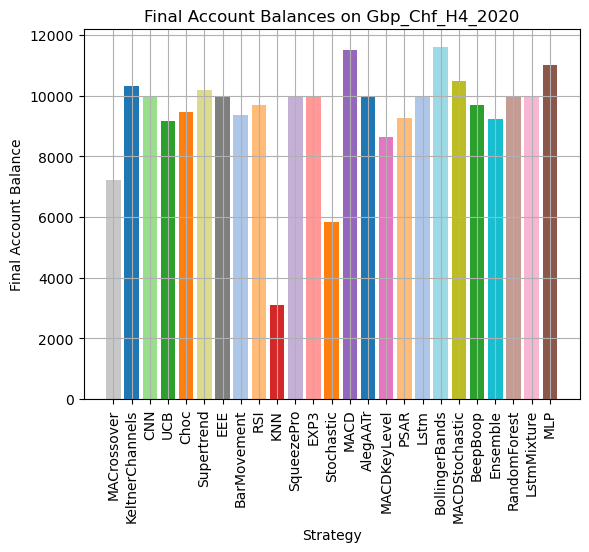 Final Account Balances on Gbp_Chf_H4_2020
Final Account Balance
12000
10000
8000
6000
4000
2000
0
MACrossover
KeltnerChannels
CNN
UCB
Choc
Supertrend
EEE
BarMovement
RSI
KNN
SqueezePro
EXP3
Stochastic
MACD
AlegAATr
MACDKeyLevel
PSAR
Lstm
BollingerBands
MACDStochastic
BeepBoop
Ensemble
RandomForest
LstmMixture
MLP
Strategy